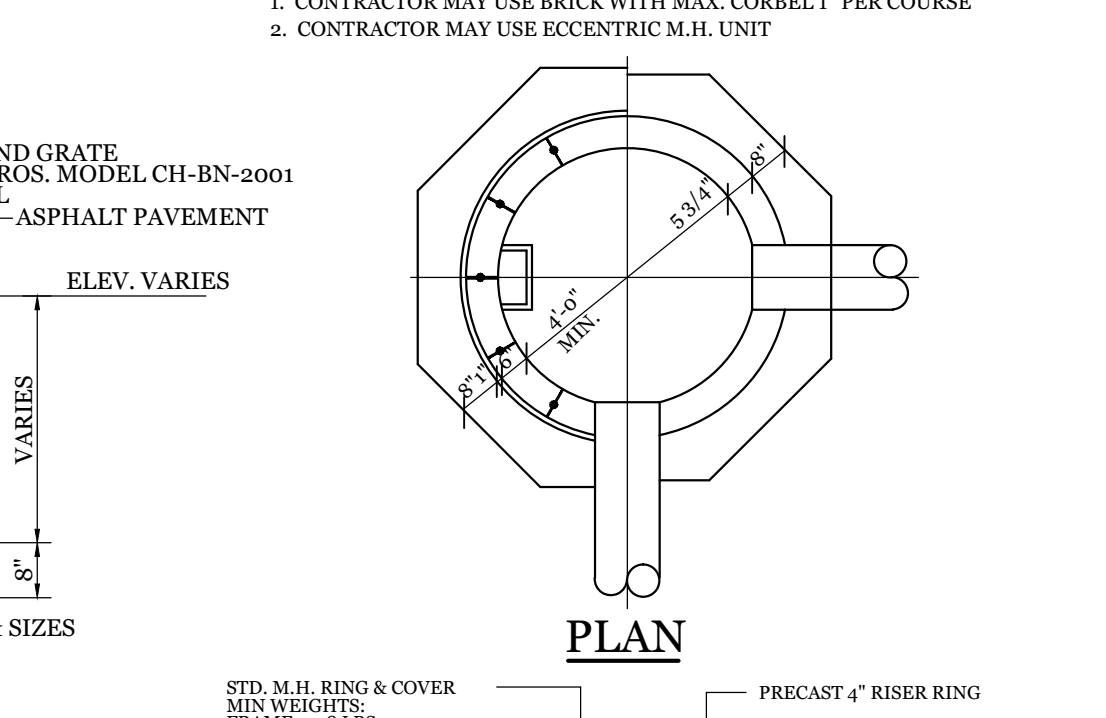 1. CONTRACTOR MAY USE BRICK WITH MAX. CORBEL 1" PER COURSE
2. CONTRACTOR MAY USE ECCENTRIC M.H. UNIT
ND GRATE
ROS. MODEL CH-BN-2001
L
ASPHALT PAVEMENT
ELEV. VARIES
VARIES
8"
SIZES
8"
5 3/4"
4'-0"
MIN.
6"
1"
8"
PLAN
STD. M.H. RING & COVER
MIN WEIGHTS:
PRECAST 4" RISER RING